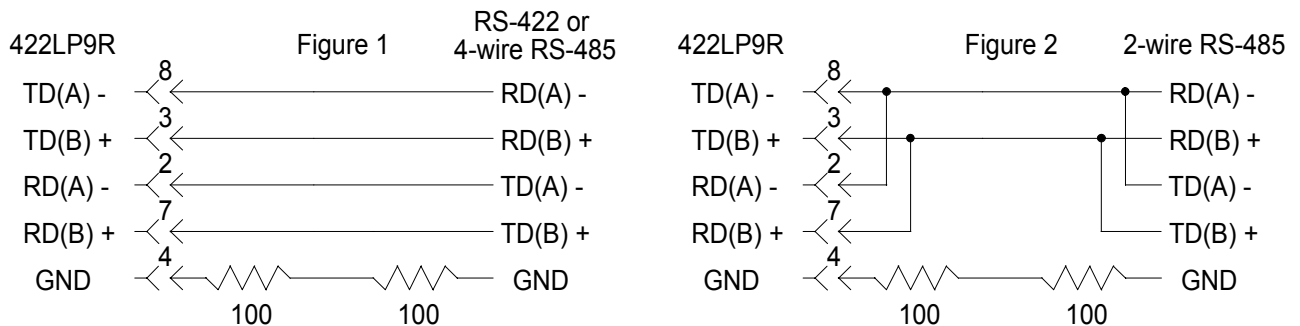 422LP9R Figure 1 RS-422 or
4-wire RS-485
8
TD(A) - RD(A) -
3
TD(B) + RD(B) +
2
RD(A) - TD(A) -
7
RD(B) + TD(B) +
4
GND GND
100 100
422LP9R Figure 2 2-wire RS-485
8
TD(A) - RD(A) -
3
TD(B) + RD(B) +
2
RD(A) - TD(A) -
7
RD(B) + TD(B) +
4
GND GND
100 100